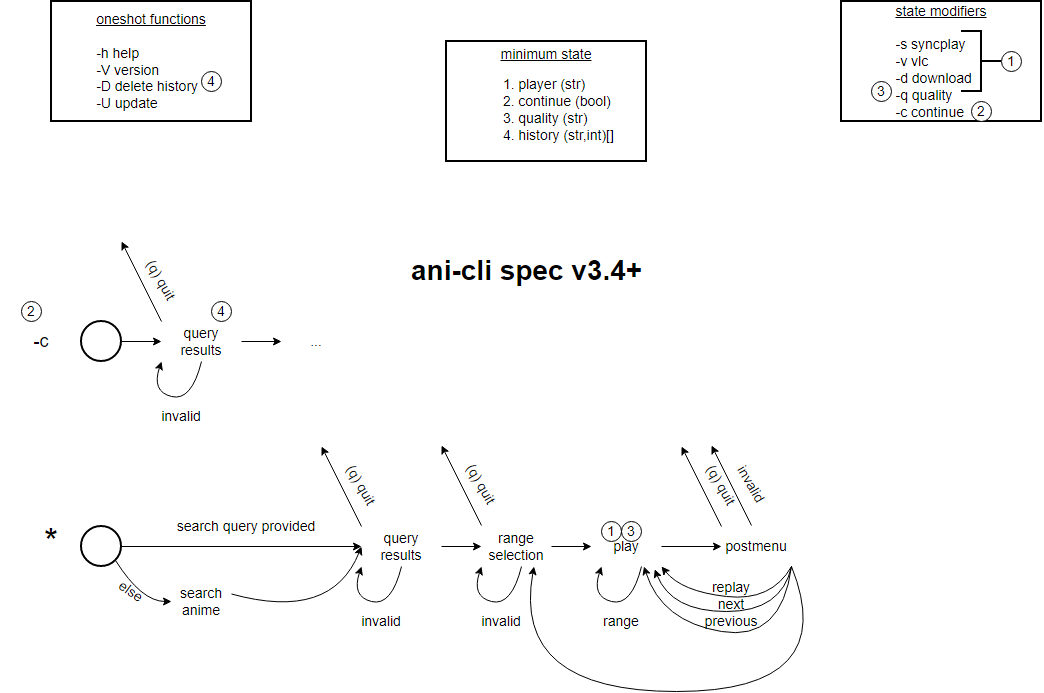 oneshot functions
-h help
-V version
-D delete history 4
-U update
minimum state
1. player (str)
2. continue (bool)
3. quality (str)
4. history (str,int)[]
state modifiers
-s syncplay
-v vlc
-d download
1
3 -q quality
-c continue 2
ani-cli spec v3.4+
(q) quit
2
4
-c
query
results
...
invalid
(q) quit
(q) quit
(q) quit
invalid
*
search query provided
query
results
range
selection
1 3
play
postmenu
else
search
anime
invalid
invalid
range
replay
next
previous